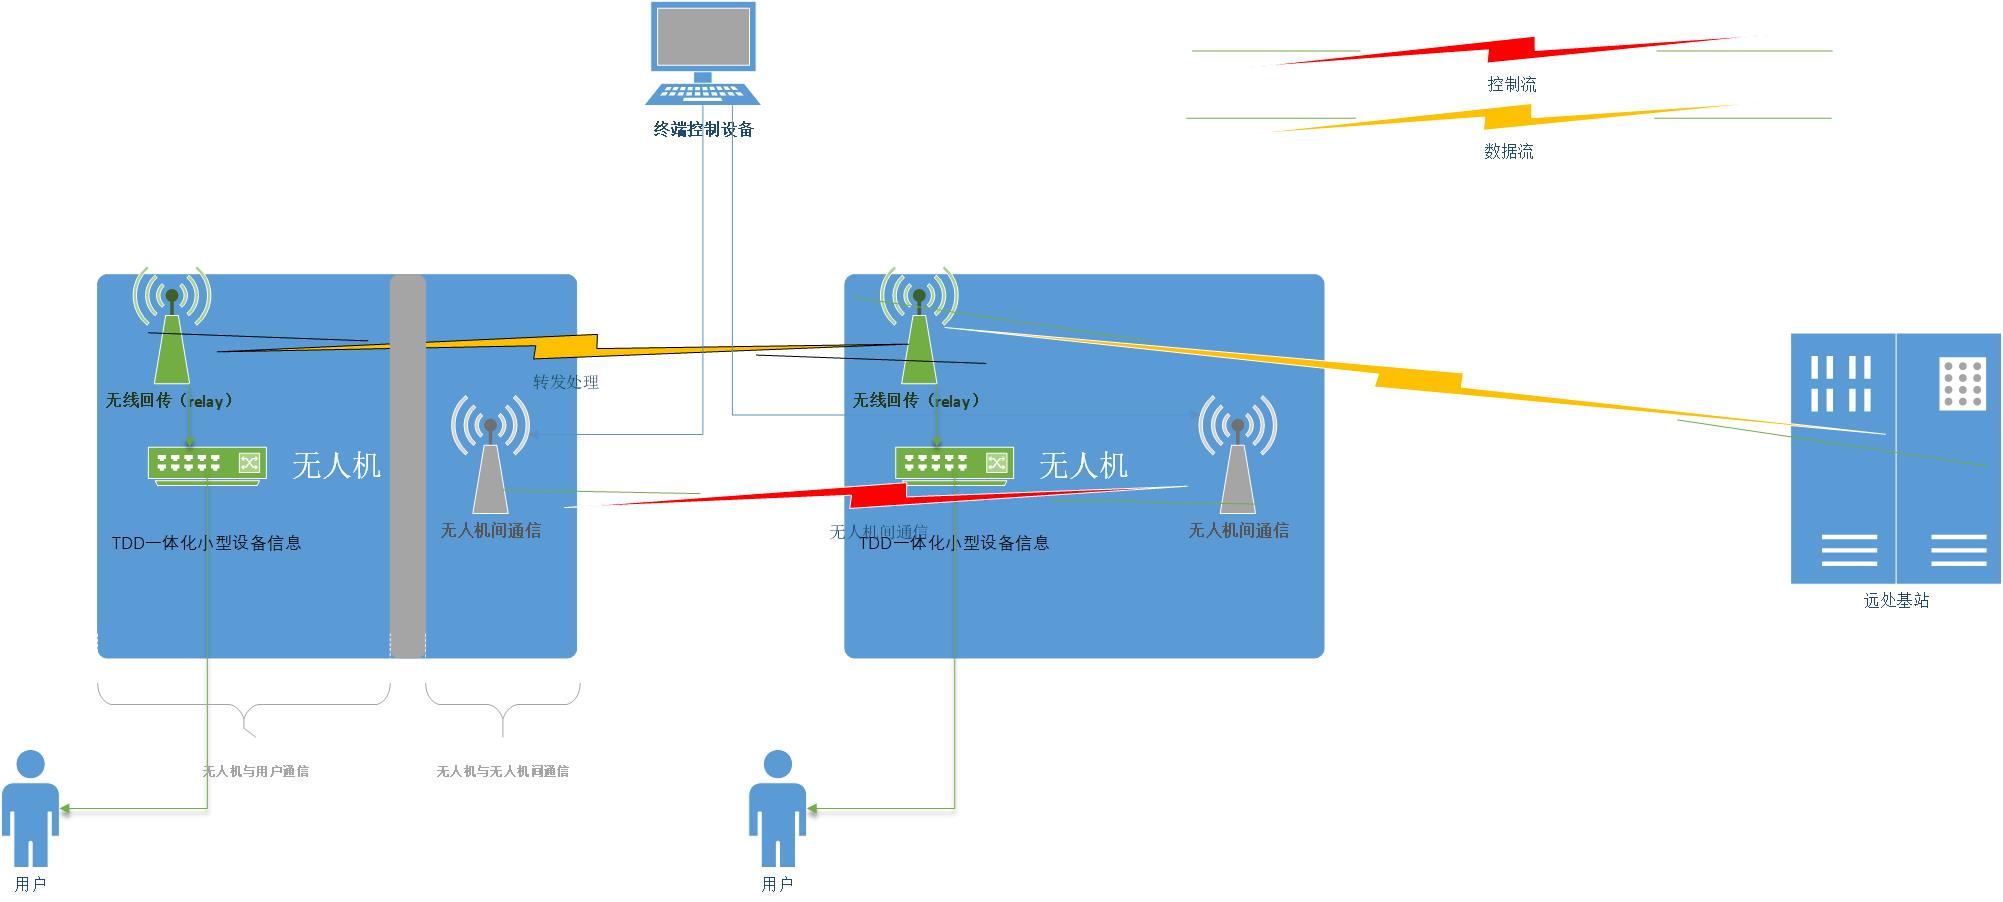 终端控制设备
控制流
数据流
转发处理
无线回传（relay）
无线回传（relay）
无人机
无人机
无人机间通信
无人机间通信
无人机间通信
TDD一体化小型设备信息
TDD一体化小型设备信息
远处基站
无人机与用户通信
无人机与无人机间通信
用户
用户